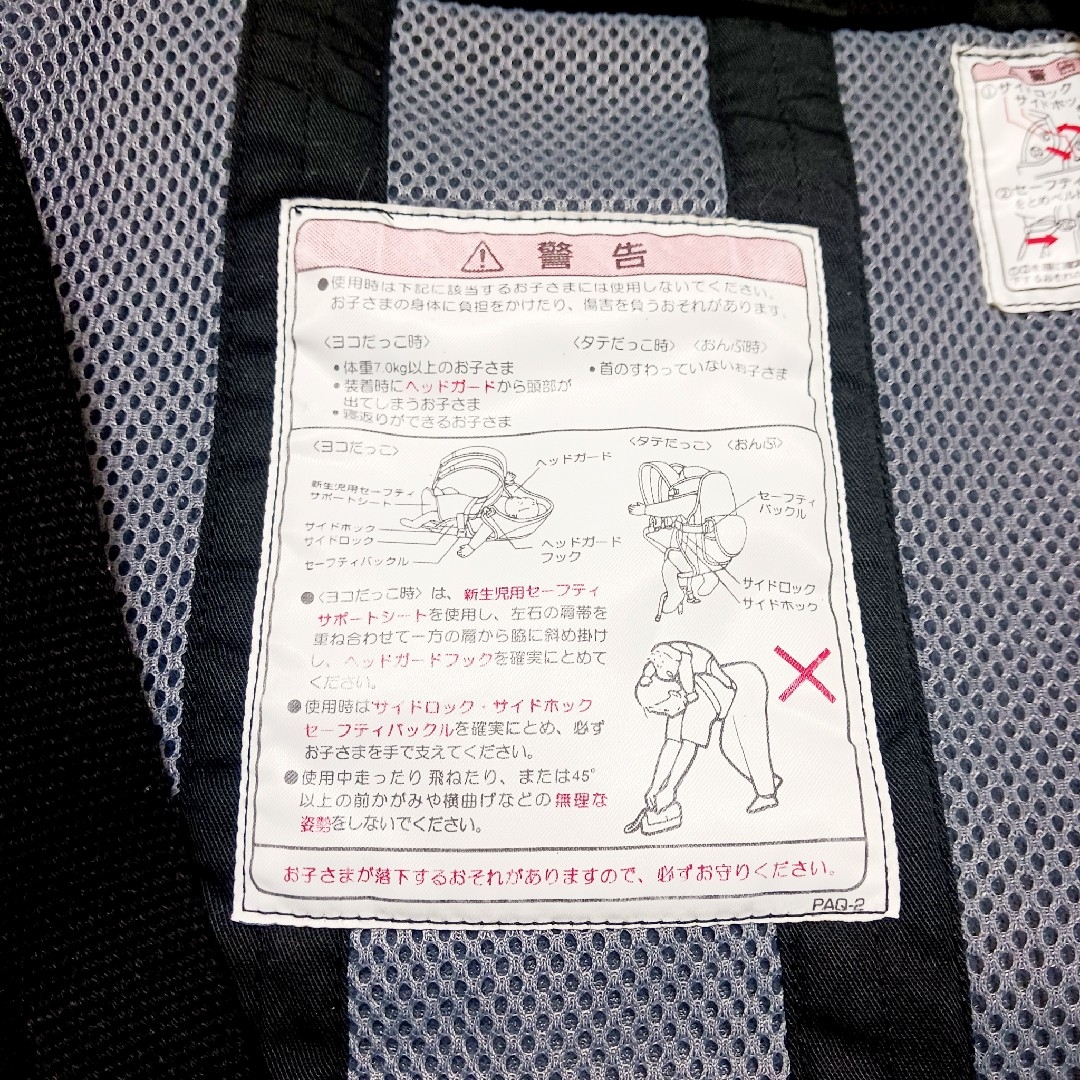 警告
●使用時は下記に該当するお子さまには使用しないでください。
お子さまの身体に負担をかけたり、傷害を負うおそれがあります。
〈ヨコだっこ時〉
・体重7.0kg以上のお子さま
・装着時にヘッドガードから頭部が
出てしまうお子さま
・寝返りができるお子さま
〈タテだっこ時〉〈おんぶ時〉
・首のすわっていないお子さま
〈ヨコだっこ〉
ヘッドガード
新生児用セーフティ
サポートシート
サイドホック
サイドロック
セーフティバックル
ヘッドガード
フック
〈タテだっこ〉〈おんぶ〉
セーフティ
バックル
サイドロック
サイドホック
●〈ヨコだっこ時〉は、新生児用セーフティ
サポートシートを使用し、左右の肩帯を
重ね合わせて一方の肩から脇に斜め掛け
し、ヘッドガードフックを確実にとめて
ください。
●使用時はサイドロック・サイドホック
セーフティバックルを確実にとめ、必ず
お子さまを手で支えてください。
●使用中走ったり飛ねたり、または45°
以上の前かがみや横曲げなどの無理な
姿勢をしないでください。
お子さまが落下するおそれがありますので、必ずお守りください。
PAQ-2
警告
①サイドロック
サイドホッ
②セーフテ